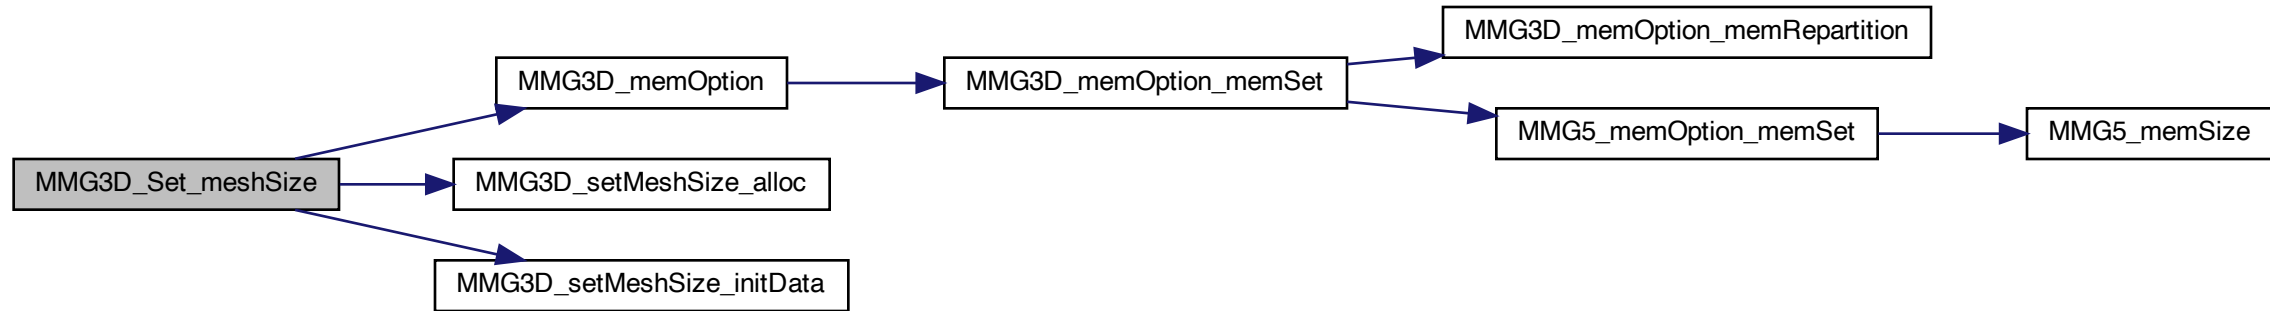 MMG3D_memOption_memRepartition
MMG3D_memOption
MMG3D_memOption_memSet
MMG5_memOption_memSet
MMG5_memSize
MMG3D_Set_meshSize
MMG3D_setMeshSize_alloc
MMG3D_setMeshSize_initData